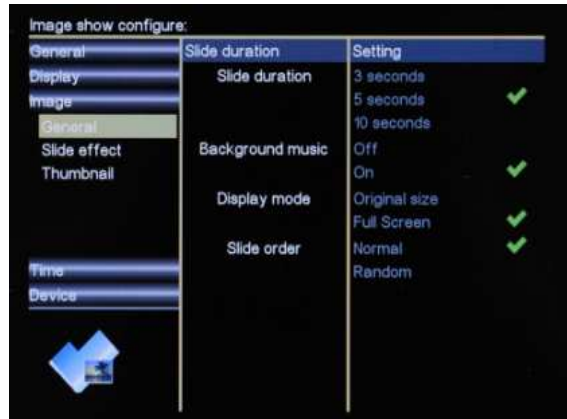 Image show configure:
General
Display
Image
General
Slide effect
Thumbnail
Time
Device
Slide duration Setting
Slide duration 3 seconds
5 seconds
10 seconds
Background music Off
On
Display mode Original size
Full Screen
Slide order Normal
Random